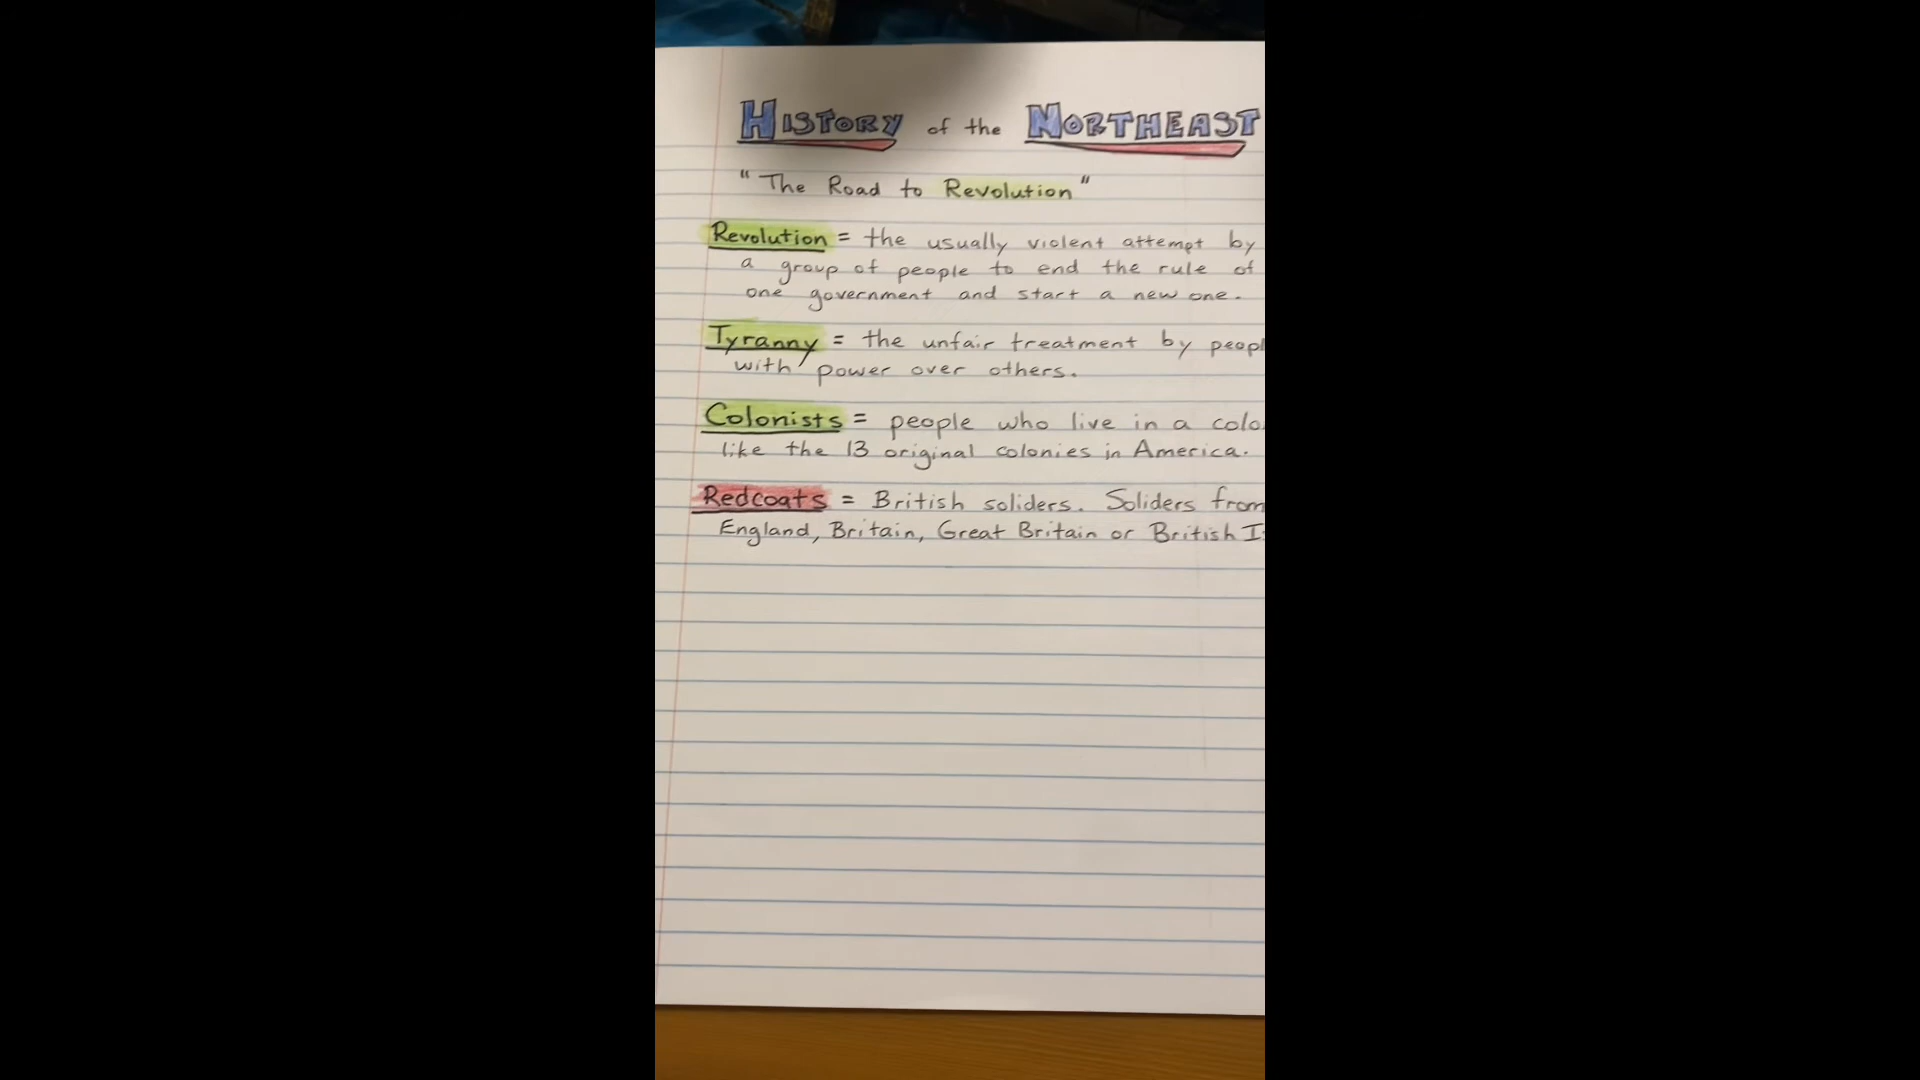 HISTORY of the NORTHEAST
"The Road to Revolution"
Revolution = the usually violent attempt by
a group of people to end the rule of
one government and start a new one.
Tyranny = the unfair treatment by peopl
with power over others.
Colonists = people who live in a colo
like the 13 original colonies in America.
Redcoats = British soliders. Soliders from
England, Britain, Great Britain or British I